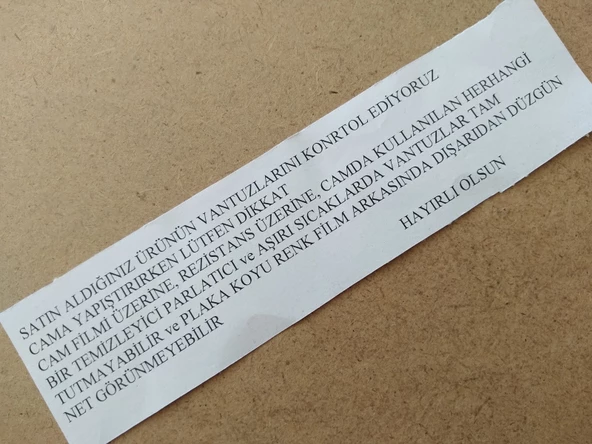 SATIN ALDIĞINIZ ÜRÜNÜN VANTUZLARINI KONRTOL EDİYORUZ
CAMA YAPIŞTIRIRKEN LÜTFEN DİKKAT
CAM FİLMİ ÜZERİNE, REZİSTANS ÜZERİNE, CAMDA KULLANILAN HERHANGİ
BİR TEMİZLEYİCİ PARLATICI ve AŞIRI SICAKLARDA VANTUZLAR TAM
TUTMAYABİLİR ve PLAKA KOYU RENK FİLM ARKASINDA DIŞARIDAN DÜZGÜN
NET GÖRÜNMEYEBİLİR
HAYIRLI OLSUN